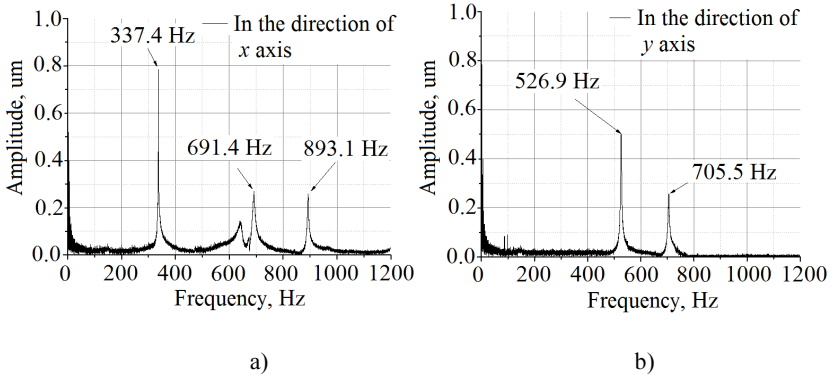 In the direction of
x axis
337.4 Hz
691.4 Hz
893.1 Hz
Amplitude, um
1.0
0.8
0.6
0.4
0.2
0.0
0 200 400 600 800 1000 1200
Frequency, Hz
a)
In the direction of
y axis
526.9 Hz
705.5 Hz
Amplitude, um
1.0
0.8
0.6
0.4
0.2
0.0
0 200 400 600 800 1000 1200
Frequency, Hz
b)